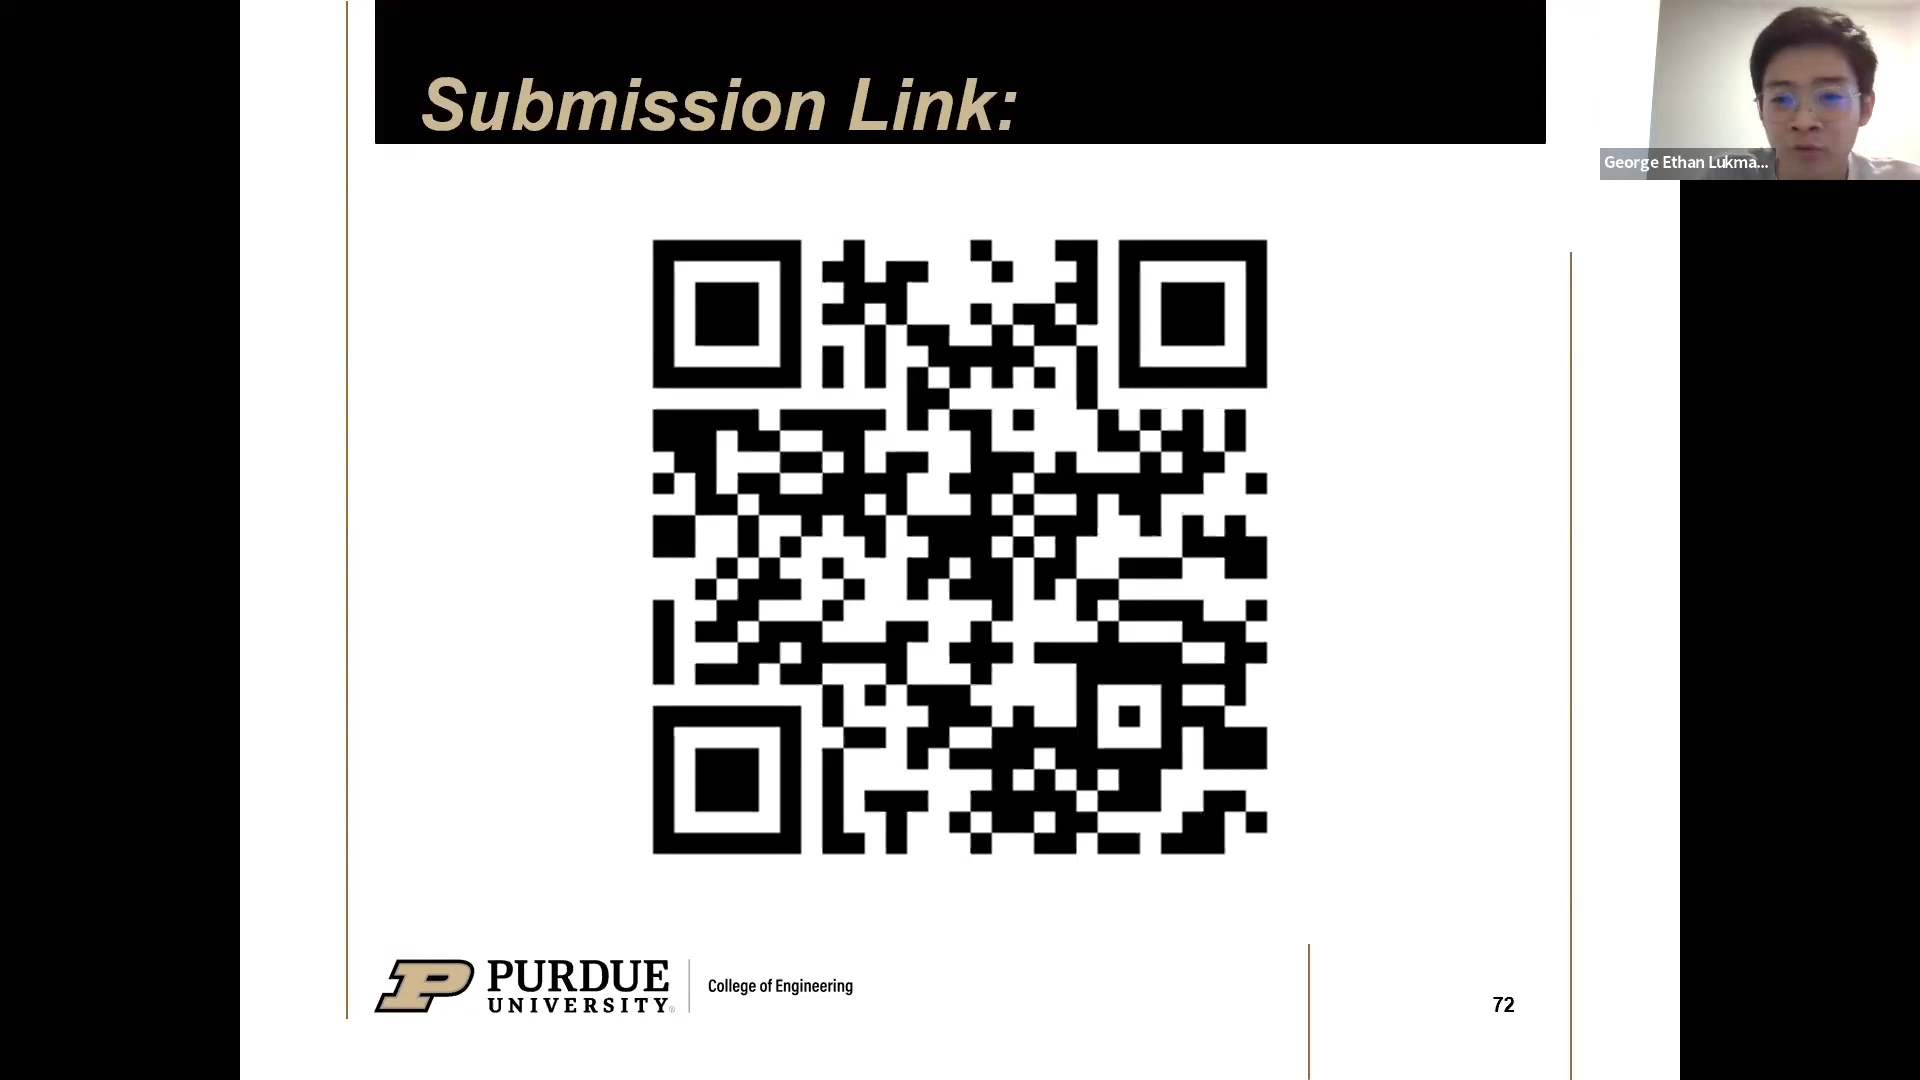 Submission Link:
George Ethan Lukma...
PURDUE
UNIVERSITY®
College of Engineering
72